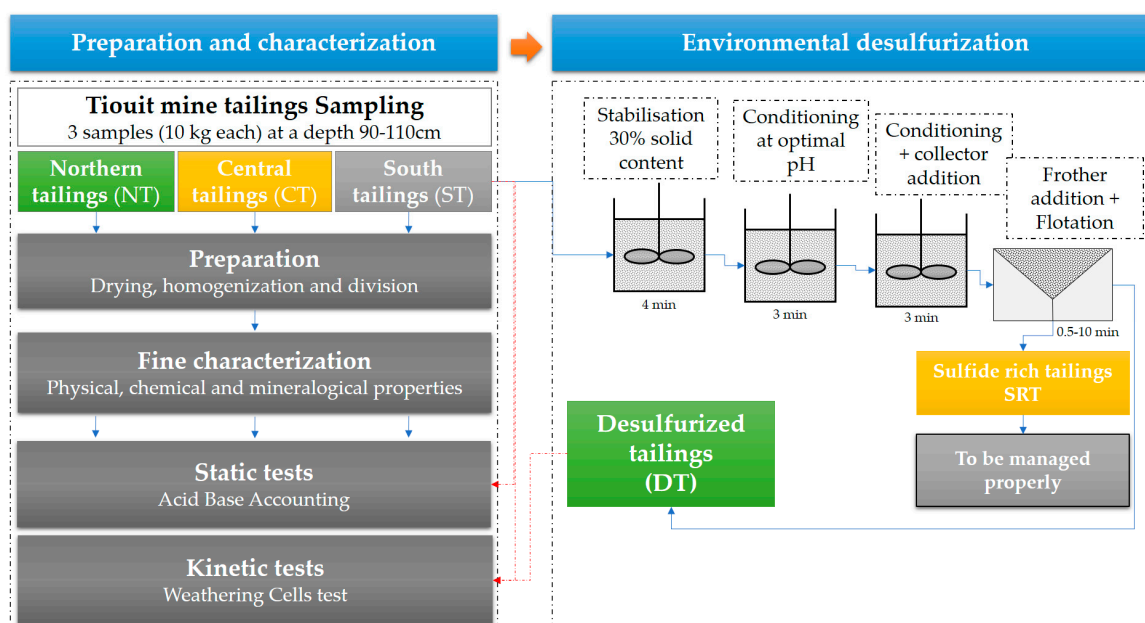 Preparation and characterization
Environmental desulfurization
Tiouit mine tailings Sampling
3 samples (10 kg each) at a depth 90-110cm
Northern
tailings (NT)
Central
tailings (CT)
South
tailings (ST)
Preparation
Drying, homogenization and division
Fine characterization
Physical, chemical and mineralogical properties
Static tests
Acid Base Accounting
Kinetic tests
Weathering Cells test
Stabilisation
30% solid
content
Conditioning
at optimal
pH
Conditioning
+ collector
addition
Frother
addition +
Flotation
4 min
3 min
3 min
0.5-10 min
Sulfide rich tailings
SRT
To be managed
properly
Desulfurized
tailings
(DT)